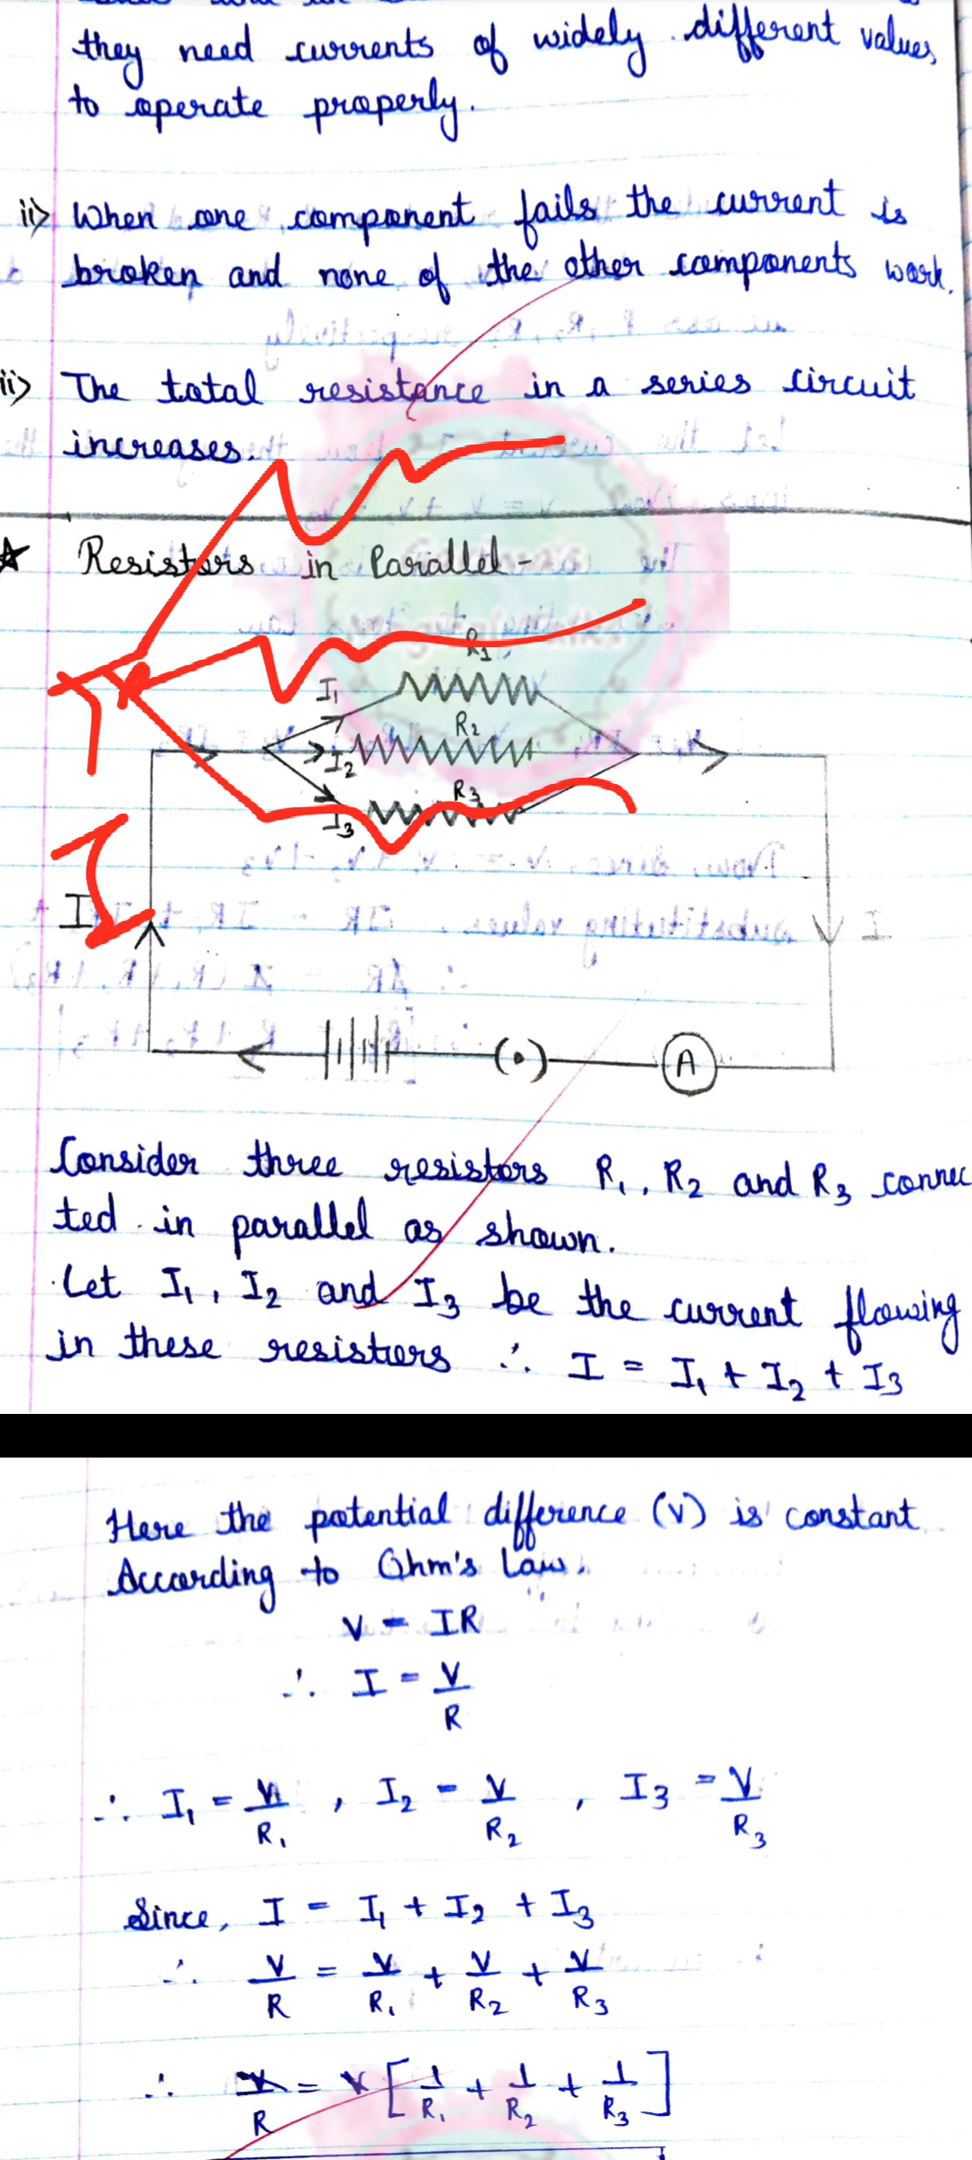 they need currents of widely different values
to operate properly.
ii> When one component fails the current is
broken and none of the other components work.
ii> The total resistance in a series circuit
increases.
☆ Resistors in Parallel -
R1
I1
R2
I2
R3
I3
I
I
(•)
A
Consider three resistors R1, R2 and R3 connec
ted in parallel as shown.
Let I1, I2 and I3 be the current flowing
in these resistors ∴ I = I1 + I2 + I3
Here the potential difference (V) is constant
According to Ohm's Law.
V = IR
∴ I = V/R
∴ I1 = V/R1 , I2 = V/R2 , I3 = V/R3
Since, I = I1 + I2 + I3
∴ V/R = V/R1 + V/R2 + V/R3
∴ V/R = V [1/R1 + 1/R2 + 1/R3]